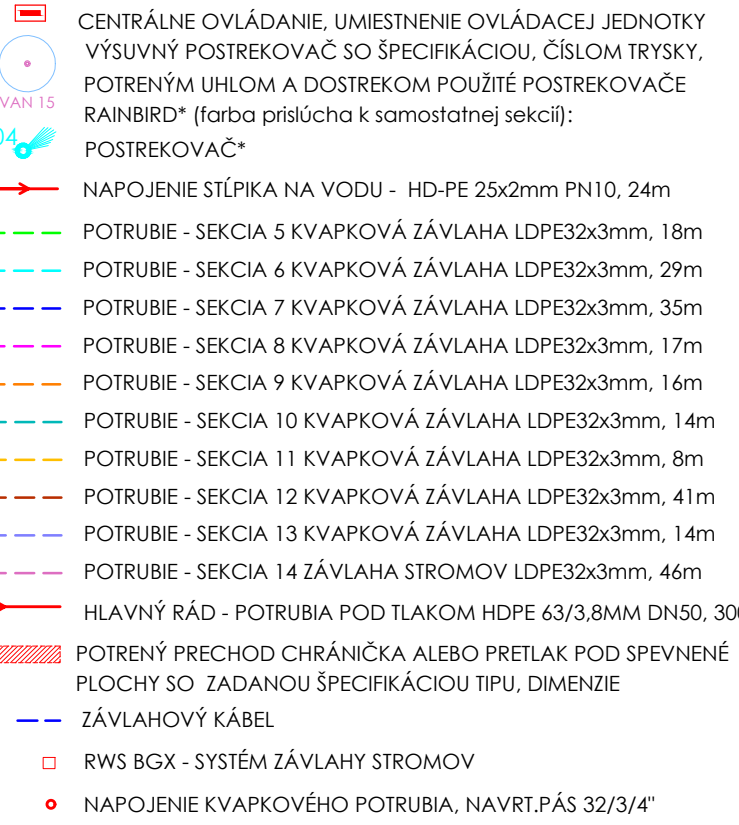 CENTRÁLNE OVLÁDANIE, UMIESTNENIE OVLÁDACEJ JEDNOTKY
VÝSUVNÝ POSTREKOVAČ SO ŠPECIFIKÁCIOU, ČÍSLOM TRYSKY,
POTRENÝM UHLOM A DOSTREKOM POUŽITÉ POSTREKOVAČE
VAN 15
RAINBIRD* (farba prislúcha k samostatnej sekcií):
04
POSTREKOVAČ*
NAPOJENIE STĹPIKA NA VODU - HD-PE 25x2mm PN10, 24m
POTRUBIE - SEKCIA 5 KVAPKOVÁ ZÁVLAHA LDPE32x3mm, 18m
POTRUBIE - SEKCIA 6 KVAPKOVÁ ZÁVLAHA LDPE32x3mm, 29m
POTRUBIE - SEKCIA 7 KVAPKOVÁ ZÁVLAHA LDPE32x3mm, 35m
POTRUBIE - SEKCIA 8 KVAPKOVÁ ZÁVLAHA LDPE32x3mm, 17m
POTRUBIE - SEKCIA 9 KVAPKOVÁ ZÁVLAHA LDPE32x3mm, 16m
POTRUBIE - SEKCIA 10 KVAPKOVÁ ZÁVLAHA LDPE32x3mm, 14m
POTRUBIE - SEKCIA 11 KVAPKOVÁ ZÁVLAHA LDPE32x3mm, 8m
POTRUBIE - SEKCIA 12 KVAPKOVÁ ZÁVLAHA LDPE32x3mm, 41m
POTRUBIE - SEKCIA 13 KVAPKOVÁ ZÁVLAHA LDPE32x3mm, 14m
POTRUBIE - SEKCIA 14 ZÁVLAHA STROMOV LDPE32x3mm, 46m
HLAVNÝ RÁD - POTRUBIA POD TLAKOM HDPE 63/3,8MM DN50, 300
POTRENÝ PRECHOD CHRÁNIČKA ALEBO PRETLAK POD SPEVNENÉ
PLOCHY SO ZADANOU ŠPECIFIKÁCIOU TIPU, DIMENZIE
ZÁVLAHOVÝ KÁBEL
RWS BGX - SYSTÉM ZÁVLAHY STROMOV
NAPOJENIE KVAPKOVÉHO POTRUBIA, NAVRT.PÁS 32/3/4"